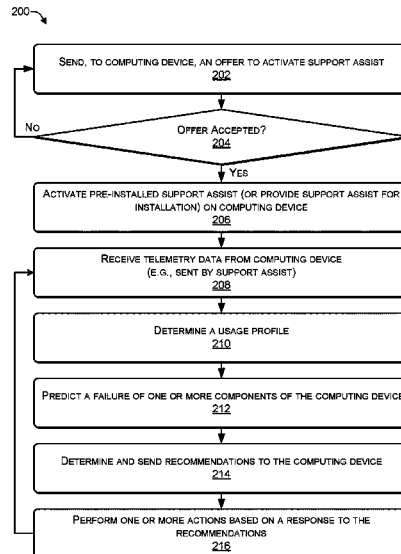 200
SEND, TO COMPUTING DEVICE, AN OFFER TO ACTIVATE SUPPORT ASSIST
202
NO
OFFER ACCEPTED?
204
YES
ACTIVATE PRE-INSTALLED SUPPORT ASSIST (OR PROVIDE SUPPORT ASSIST FOR
INSTALLATION) ON COMPUTING DEVICE
206
RECEIVE TELEMETRY DATA FROM COMPUTING DEVICE
(E.G., SENT BY SUPPORT ASSIST)
208
DETERMINE A USAGE PROFILE
210
PREDICT A FAILURE OF ONE OR MORE COMPONENTS OF THE COMPUTING DEVICE
212
DETERMINE AND SEND RECOMMENDATIONS TO THE COMPUTING DEVICE
214
PERFORM ONE OR MORE ACTIONS BASED ON A RESPONSE TO THE
RECOMMENDATIONS
216